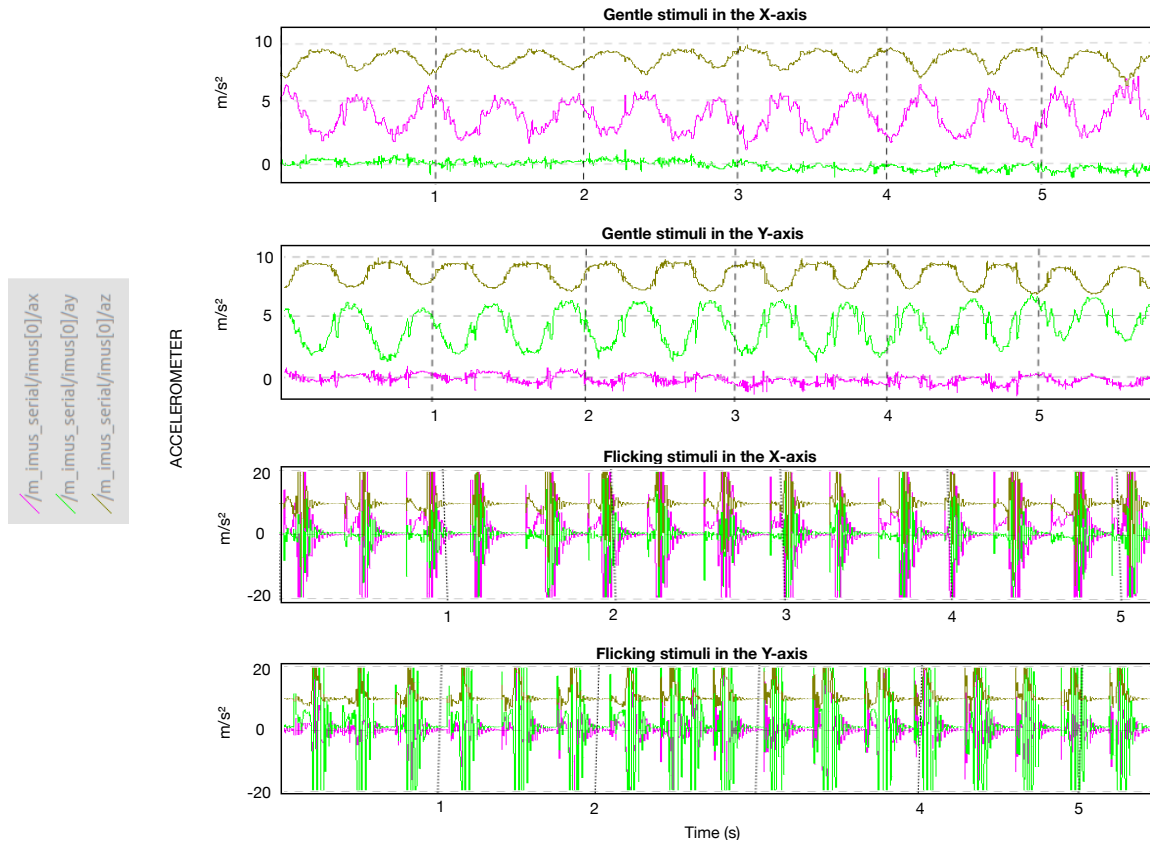 Gentle stimuli in the X-axis
10
5
0
m/s²
1 2 3 4 5
Gentle stimuli in the Y-axis
10
5
0
m/s²
1 2 3 4 5
/m_imus_serial/imus[0]/ax
/m_imus_serial/imus[0]/ay
/m_imus_serial/imus[0]/az
ACCELEROMETER
Flicking stimuli in the X-axis
20
0
-20
m/s²
1 2 3 4 5
Flicking stimuli in the Y-axis
20
0
-20
m/s²
1 2 4 5
Time (s)